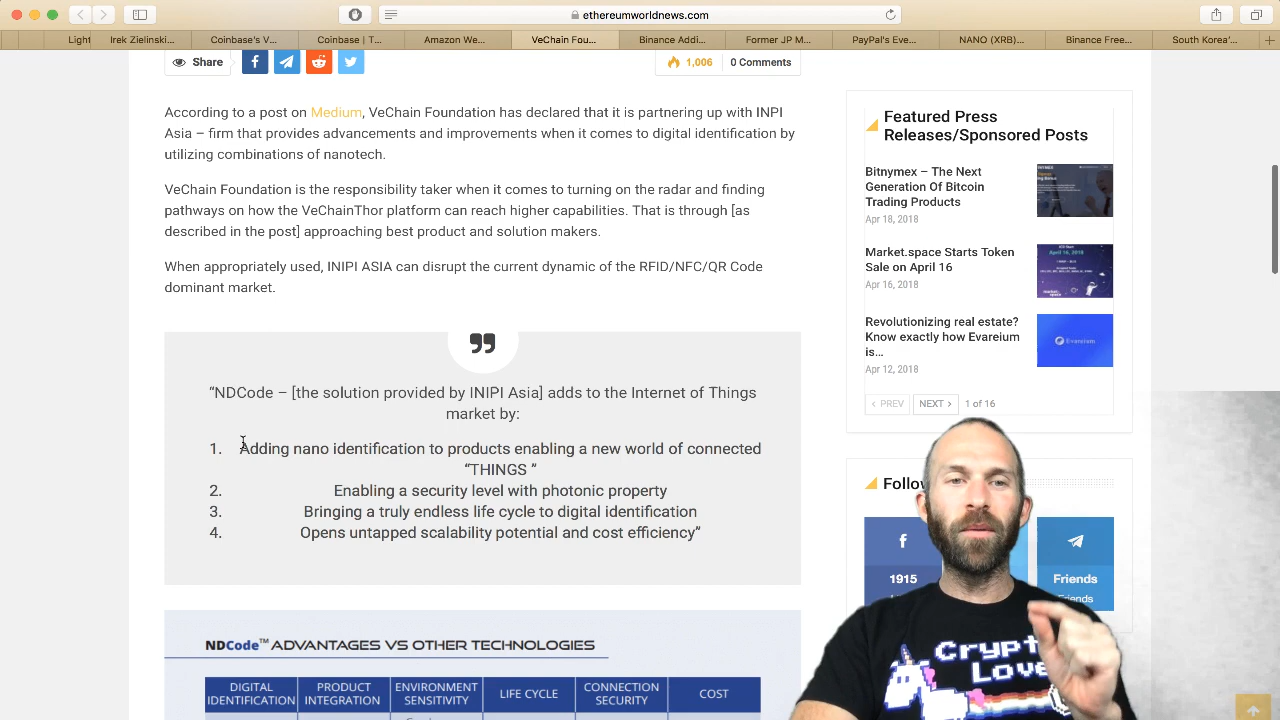 ethereumworldnews.com
Light
Irek Zielinski...
Coinbase's V...
Coinbase | T...
Amazon We...
VeChain Fou...
Binance Addi...
Former JP M...
PayPal's Eve...
NANO (XRB)...
Binance Free...
South Korea'...
Share
1,006
0 Comments
According to a post on Medium, VeChain Foundation has declared that it is partnering up with INPI
Asia – firm that provides advancements and improvements when it comes to digital identification by
utilizing combinations of nanotech.
VeChain Foundation is the responsibility taker when it comes to turning on the radar and finding
pathways on how the VeChainThor platform can reach higher capabilities. That is through [as
described in the post] approaching best product and solution makers.
When appropriately used, INIPI ASIA can disrupt the current dynamic of the RFID/NFC/QR Code
dominant market.
“NDCode – [the solution provided by INIPI Asia] adds to the Internet of Things
market by:
1. Adding nano identification to products enabling a new world of connected
“THINGS ”
2. Enabling a security level with photonic property
3. Bringing a truly endless life cycle to digital identification
4. Opens untapped scalability potential and cost efficiency”
NDCode™ ADVANTAGES VS OTHER TECHNOLOGIES
DIGITAL IDENTIFICATION
PRODUCT INTEGRATION
ENVIRONMENT SENSITIVITY
LIFE CYCLE
CONNECTION SECURITY
COST
Featured Press
Releases/Sponsored Posts
Bitnymex – The Next
Generation Of Bitcoin
Trading Products
Apr 18, 2018
Market.space Starts Token
Sale on April 16
Apr 16, 2018
Revolutionizing real estate?
Know exactly how Evareium
is...
Apr 12, 2018
Evareium
PREV
NEXT
1 of 16
Follow
1915
Friends
Friends
Crypt
Love